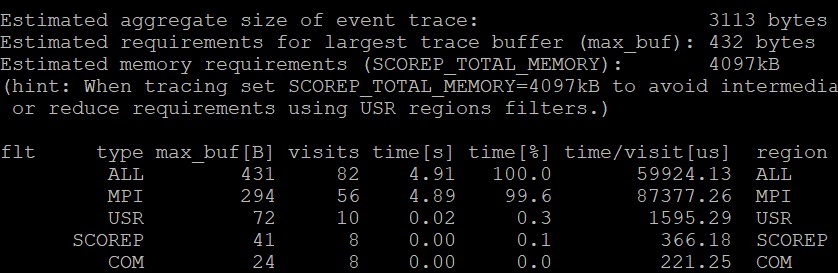 Estimated aggregate size of event trace: 3113 bytes
Estimated requirements for largest trace buffer (max_buf): 432 bytes
Estimated memory requirements (SCOREP_TOTAL_MEMORY): 4097kB
(hint: When tracing set SCOREP_TOTAL_MEMORY=4097kB to avoid intermedia
or reduce requirements using USR regions filters.)
flt type max_buf[B] visits time[s] time[%] time/visit[us] region
ALL 431 82 4.91 100.0 59924.13 ALL
MPI 294 56 4.89 99.6 87377.26 MPI
USR 72 10 0.02 0.3 1595.29 USR
SCOREP 41 8 0.00 0.1 366.18 SCOREP
COM 24 8 0.00 0.0 221.25 COM